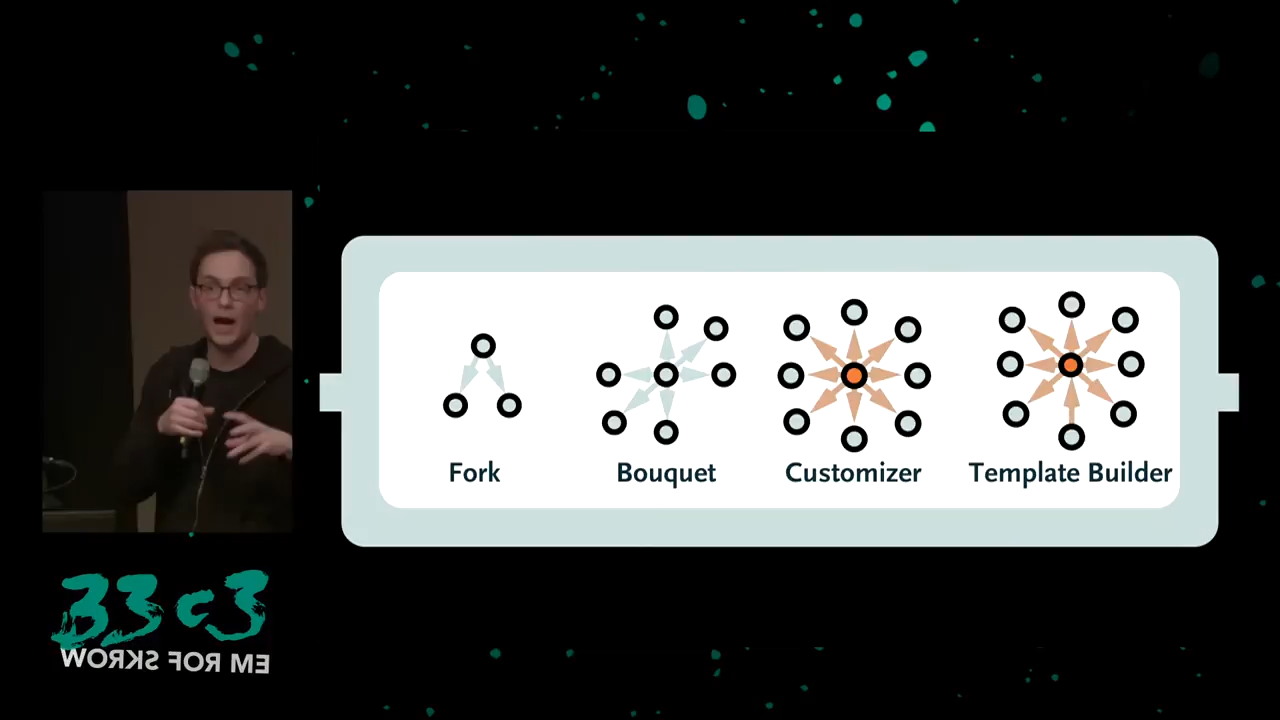 Fork
Bouquet
Customizer
Template Builder
33c3
WORKS FOR ME